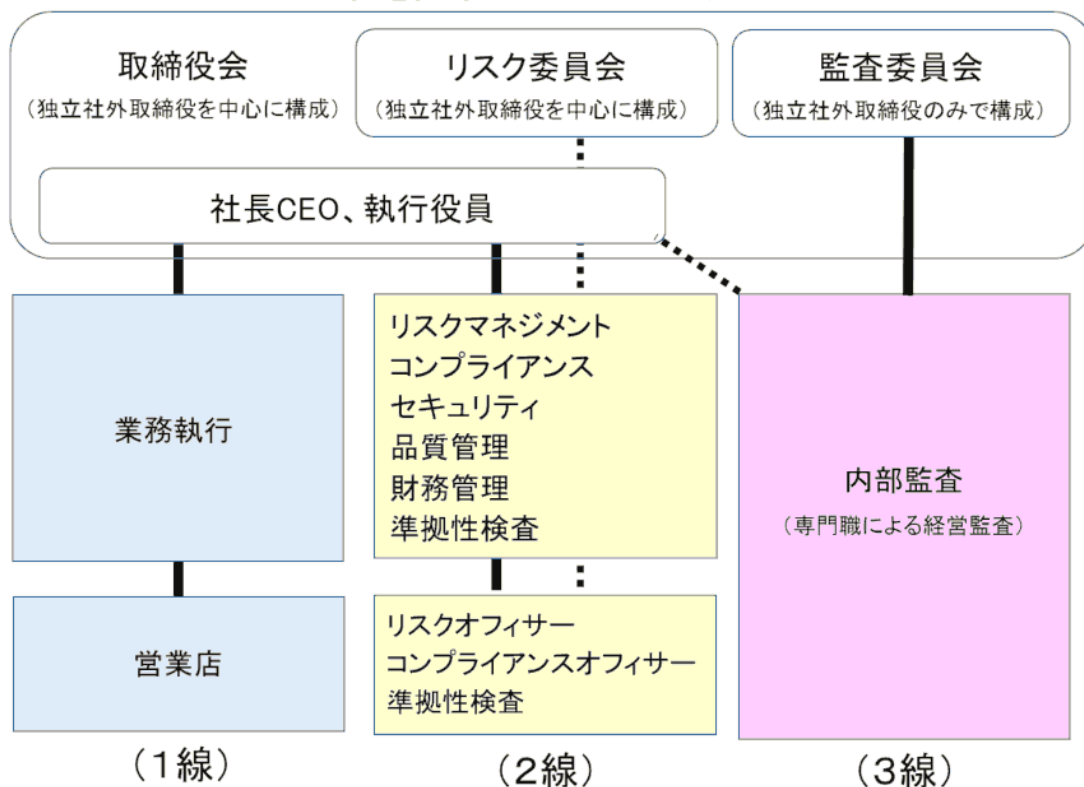 取締役会
（独立社外取締役を中心に構成）
リスク委員会
（独立社外取締役を中心に構成）
監査委員会
（独立社外取締役のみで構成）
社長CEO、執行役員
業務執行
リスクマネジメント
コンプライアンス
セキュリティ
品質管理
財務管理
準拠性検査
内部監査
（専門職による経営監査）
営業店
リスクオフィサー
コンプライアンスオフィサー
準拠性検査
（１線）
（２線）
（３線）